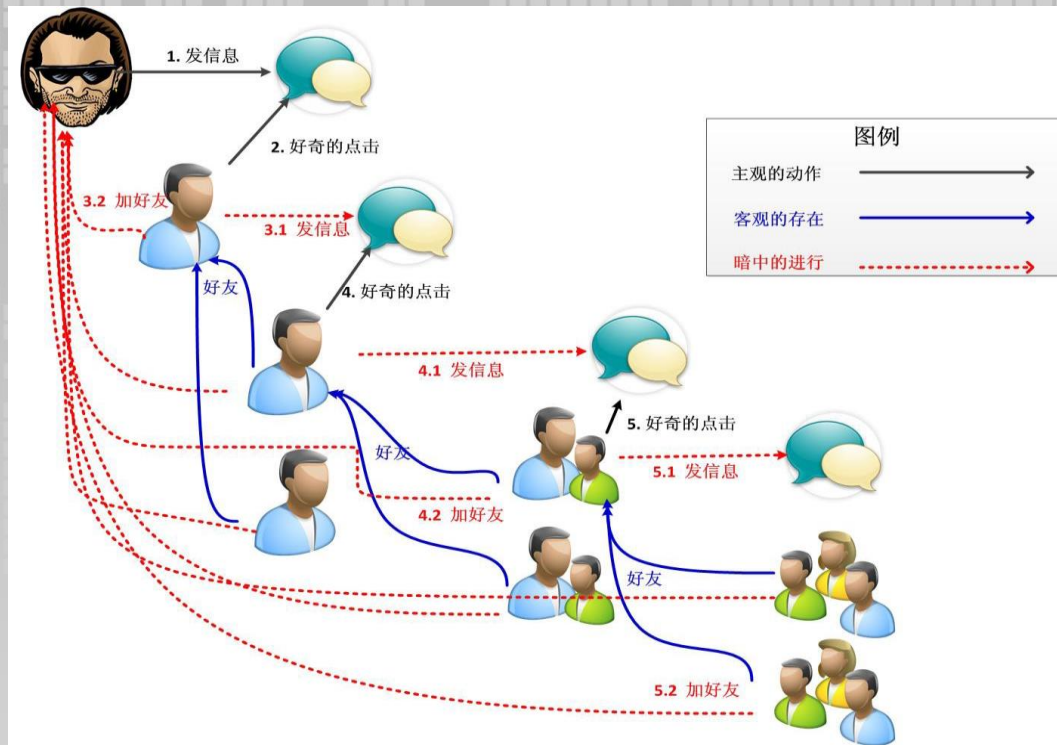 1. 发信息
2. 好奇的点击
图例
主观的动作
客观的存在
暗中的进行
3.2 加好友
3.1 发信息
好友
4. 好奇的点击
4.1 发信息
好友
5. 好奇的点击
5.1 发信息
4.2 加好友
好友
5.2 加好友